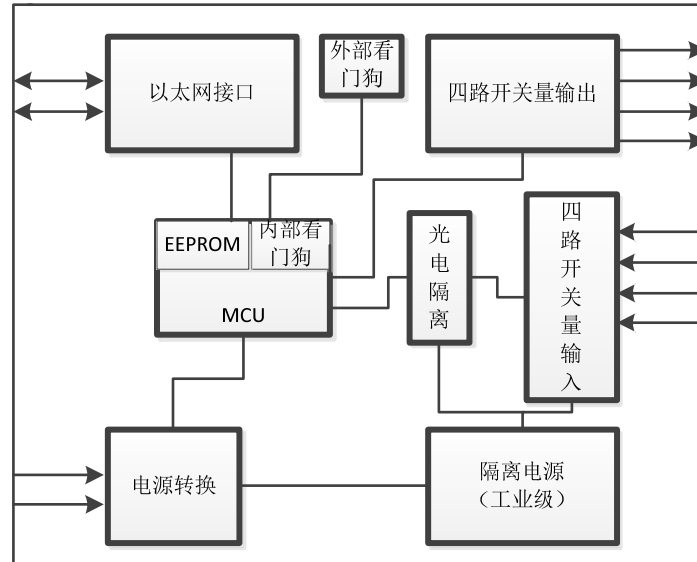 以太网接口
外部看
门狗
四路开关量输出
EEPROM
内部看
门狗
MCU
光电隔离
四路开关量输入
电源转换
隔离电源
（工业级）